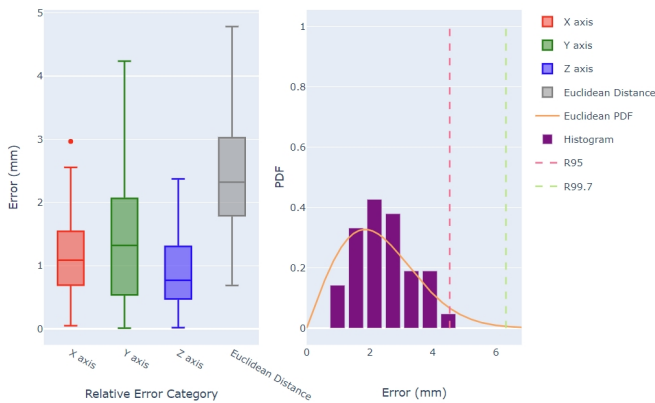 5
4
3
2
1
0
Error (mm)
X axis
Y axis
Z axis
Euclidean Distance
Relative Error Category
1
0.8
0.6
0.4
0.2
0
PDF
0
2
4
6
Error (mm)
X axis
Y axis
Z axis
Euclidean Distance
Euclidean PDF
Histogram
R95
R99.7